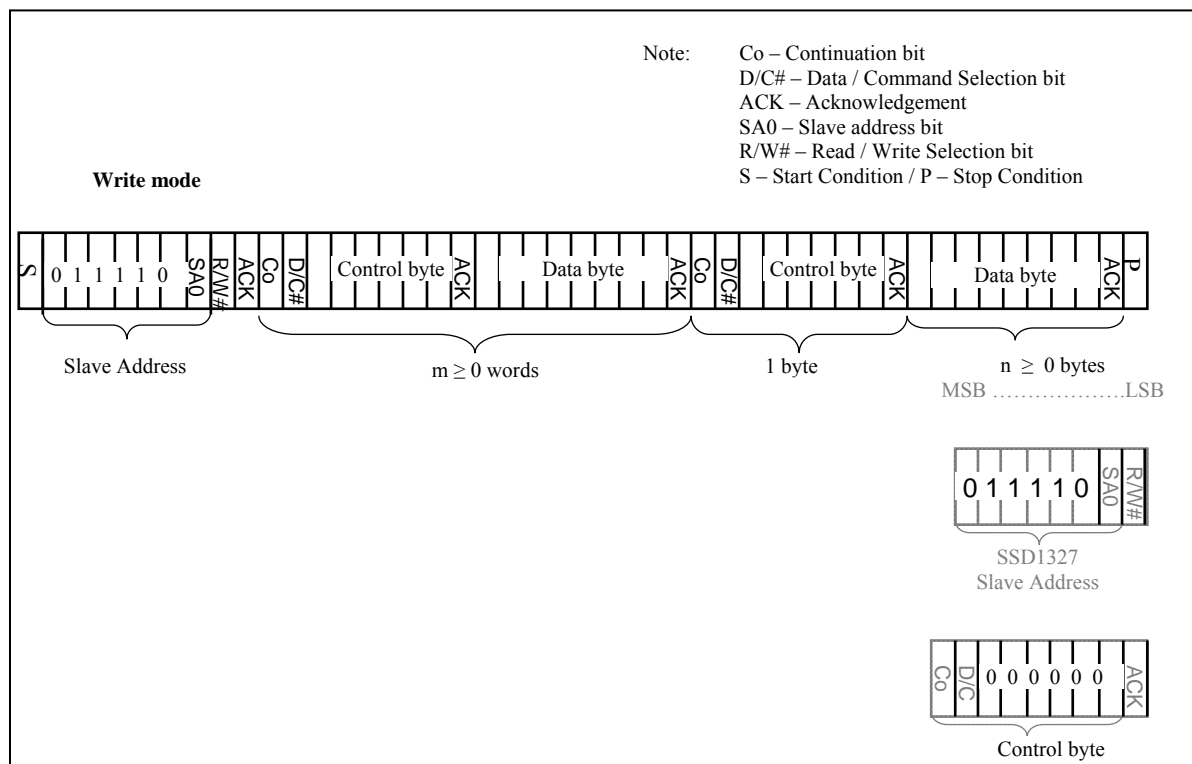 Note: Co – Continuation bit
D/C# – Data / Command Selection bit
ACK – Acknowledgement
SA0 – Slave address bit
R/W# – Read / Write Selection bit
S – Start Condition / P – Stop Condition
Write mode
S 0 1 1 1 1 0 SA0 R/W# ACK Co D/C# Control byte ACK Data byte ACK Co D/C# Control byte ACK Data byte ACK P
Slave Address m ≥ 0 words 1 byte n ≥ 0 bytes
MSB ………………….LSB
0 1 1 1 1 0 SA0 R/W#
SSD1327
Slave Address
Co D/C 0 0 0 0 0 0 ACK
Control byte